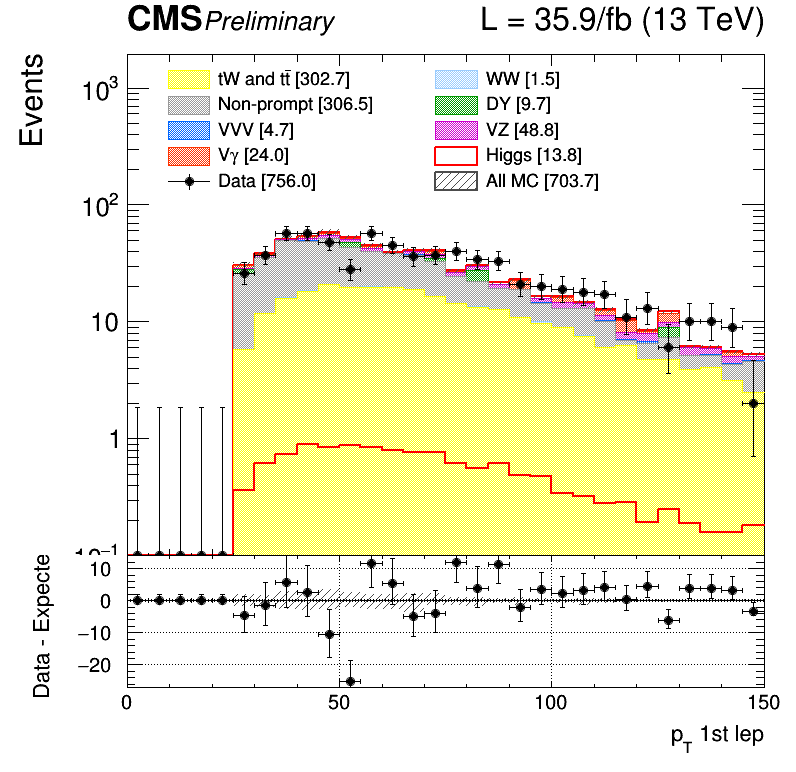 CMS Preliminary L = 35.9/fb (13 TeV)
Events
10³
10²
10
1
10⁻¹
tW and tt̄ [302.7]
Non-prompt [306.5]
VVV [4.7]
Vγ [24.0]
Data [756.0]
WW [1.5]
DY [9.7]
VZ [48.8]
Higgs [13.8]
All MC [703.7]
Data - Expecte
10
0
−10
−20
0 50 100 150
p_T 1st lep